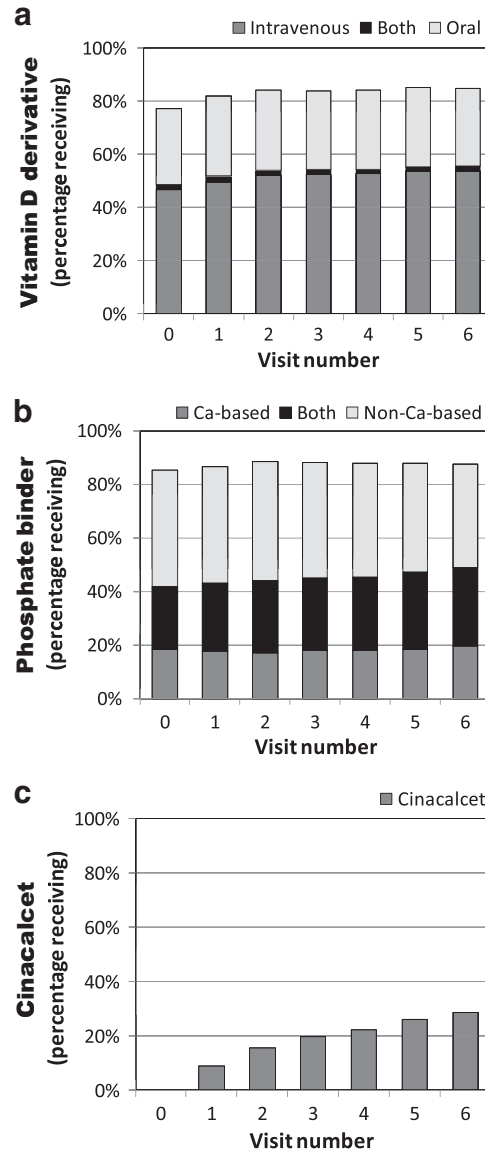 a
Intravenous Both Oral
Vitamin D derivative
(percentage receiving)
100%
80%
60%
40%
20%
0%
0 1 2 3 4 5 6
Visit number
b
Ca-based Both Non-Ca-based
Phosphate binder
(percentage receiving)
100%
80%
60%
40%
20%
0%
0 1 2 3 4 5 6
Visit number
c
Cinacalcet
Cinacalcet
(percentage receiving)
100%
80%
60%
40%
20%
0%
0 1 2 3 4 5 6
Visit number